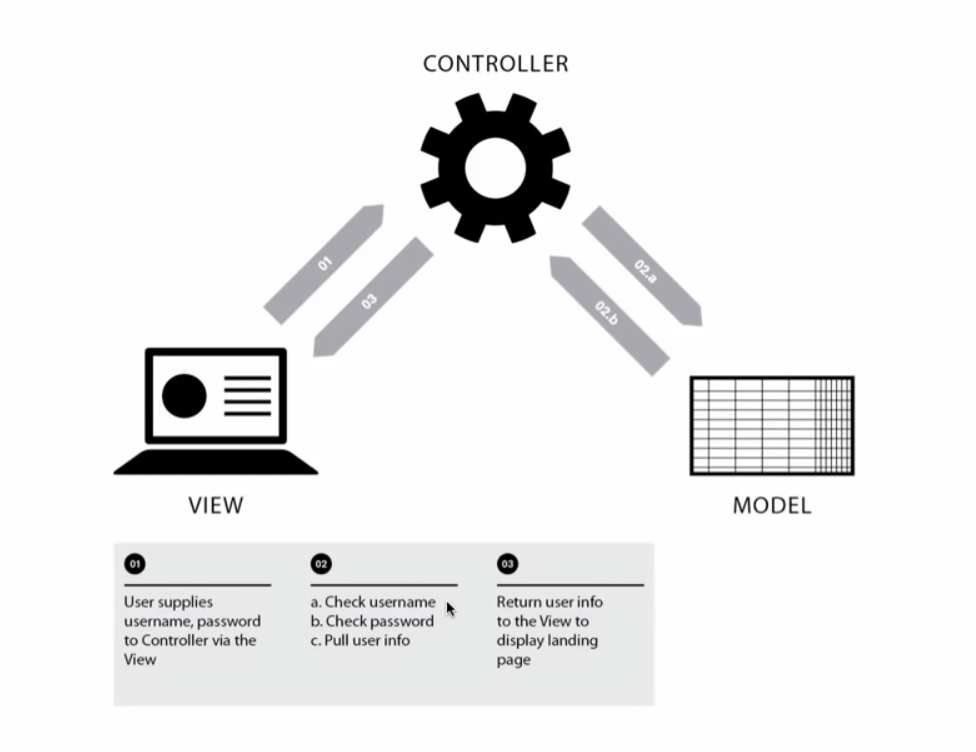 CONTROLLER
01
03
02.a
02.b
VIEW
MODEL
01
User supplies
username, password
to Controller via the
View
02
a. Check username
b. Check password
c. Pull user info
03
Return user info
to the View to
display landing
page